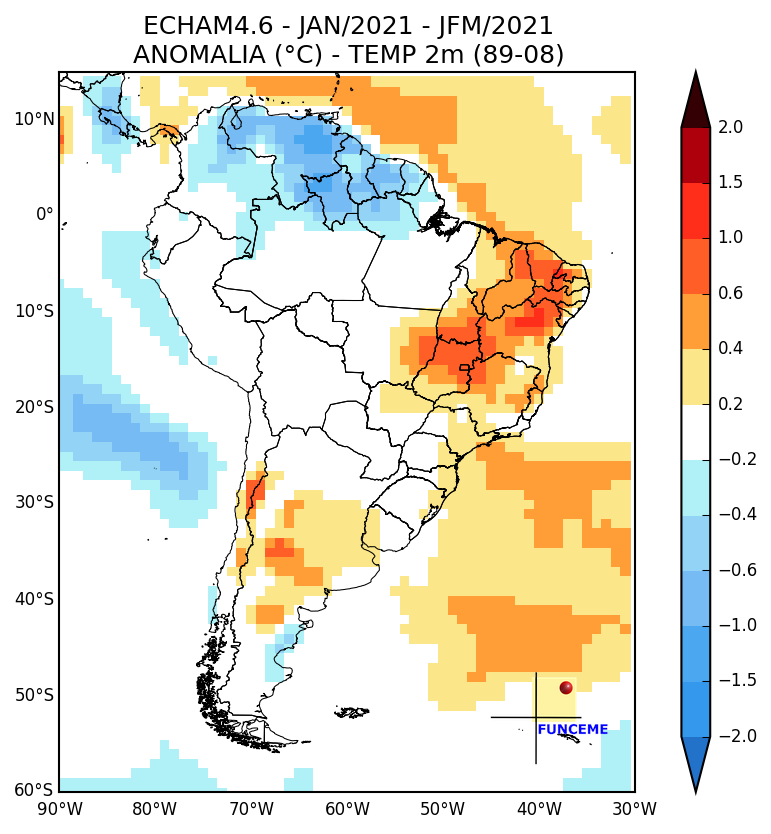 ECHAM4.6 - JAN/2021 - JFM/2021
ANOMALIA (°C) - TEMP 2m (89-08)
10°N
0°
10°S
20°S
30°S
40°S
50°S
60°S
90°W 80°W 70°W 60°W 50°W 40°W 30°W
2.0
1.5
1.0
0.6
0.4
0.2
−0.2
−0.4
−0.6
−1.0
−1.5
−2.0
FUNCEME